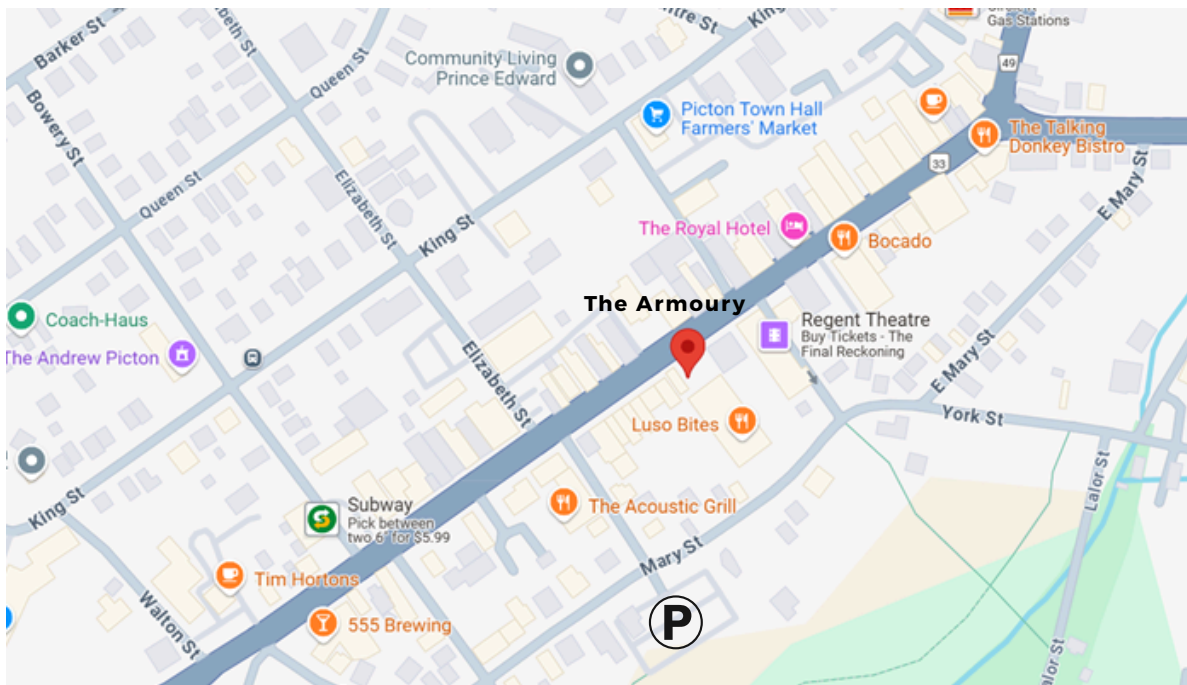 Barker St
Elizabeth St
Queen St
Centre St
King
Gas Stations
49
Community Living
Prince Edward
Picton Town Hall
Farmers' Market
The Talking
Donkey Bistro
33
Bowery St
Queen St
Elizabeth St
King St
E Mary St
The Royal Hotel
Bocado
The Armoury
Coach-Haus
The Andrew Picton
Regent Theatre
Buy Tickets - The
Final Reckoning
Elizabeth St
E Mary St
Luso Bites
York St
King St
Subway
Pick between
two 6" for $5.99
The Acoustic Grill
Lalor St
Mary St
Tim Hortons
Walton St
555 Brewing
P
alor St